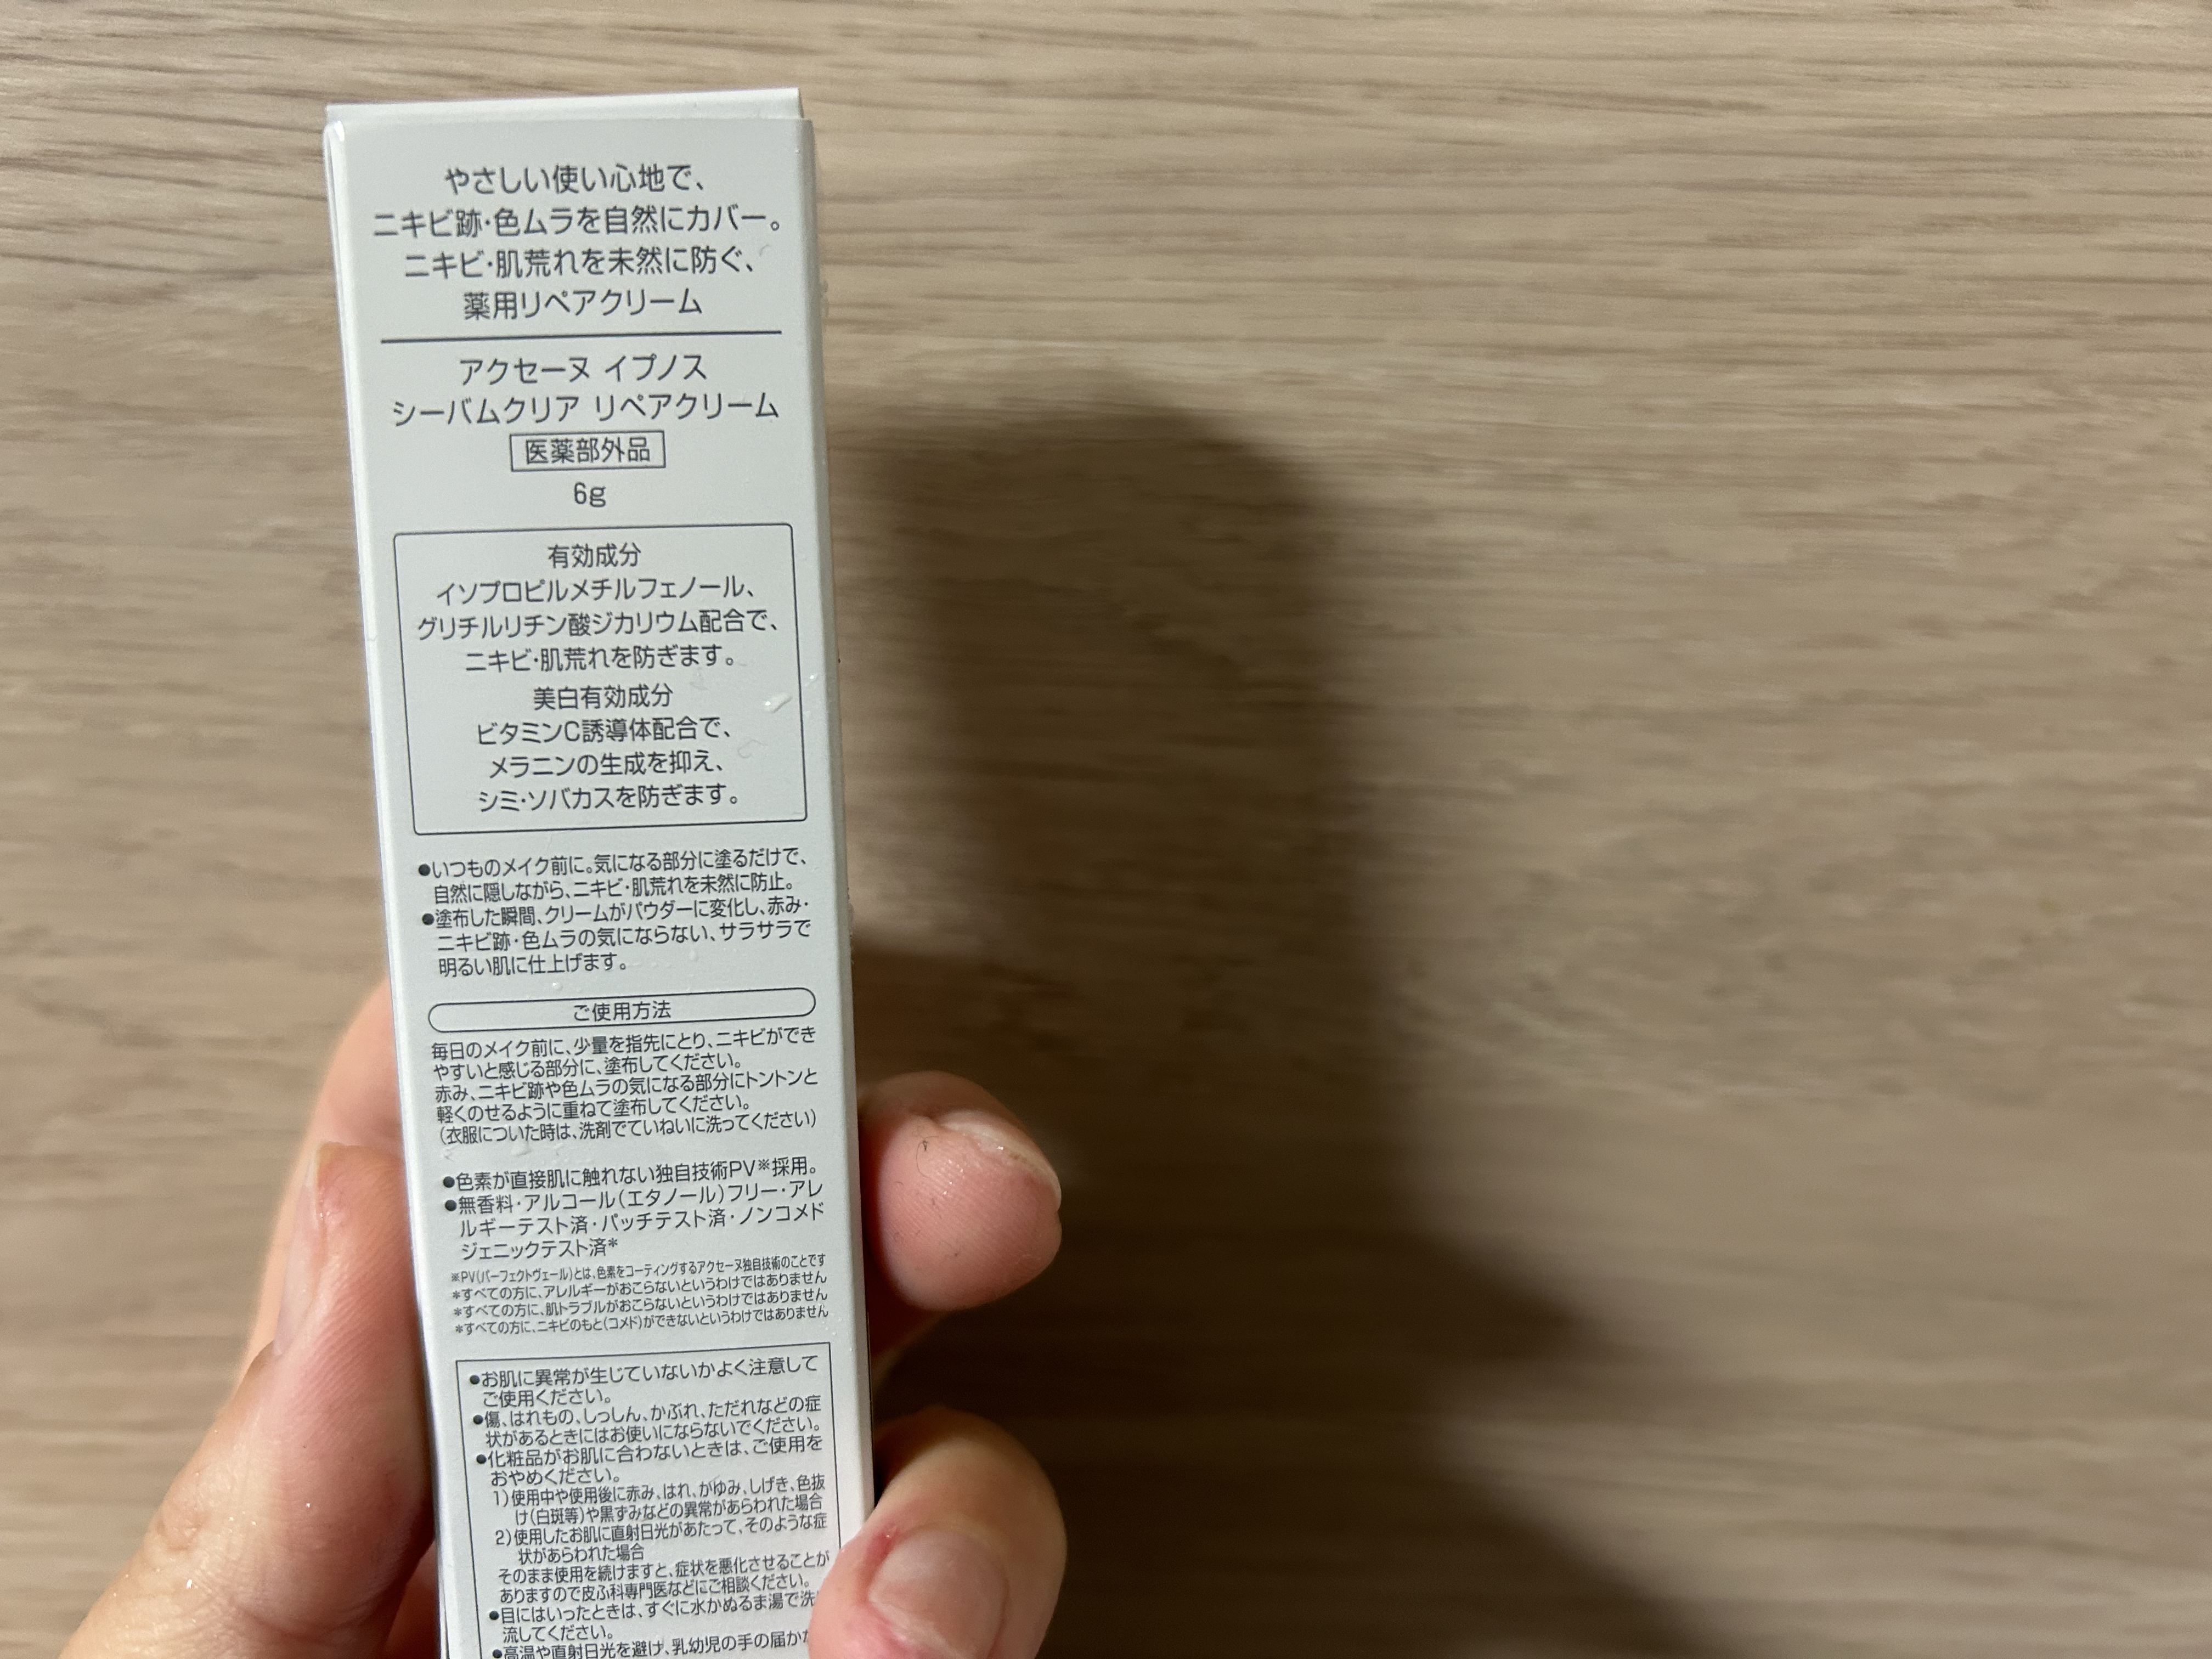 やさしい使い心地で、
ニキビ跡・色ムラを自然にカバー。
ニキビ・肌荒れを未然に防ぐ、
薬用リペアクリーム
アクセーヌ イプノス
シーバムクリア リペアクリーム
医薬部外品
6g
有効成分
イソプロピルメチルフェノール、
グリチルリチン酸ジカリウム配合で、
ニキビ・肌荒れを防ぎます。
美白有効成分
ビタミンC誘導体配合で、
メラニンの生成を抑え、
シミ・ソバカスを防ぎます。
●いつものメイク前に。気になる部分に塗るだけで、
自然に隠しながら、ニキビ・肌荒れを未然に防止。
●塗布した瞬間、クリームがパウダーに変化し、赤み・
ニキビ跡・色ムラの気にならない、サラサラで
明るい肌に仕上げます。
ご使用方法
毎日のメイク前に、少量を指先にとり、ニキビができ
やすいと感じる部分に、塗布してください。
赤み、ニキビ跡や色ムラの気になる部分にトントンと
軽くのせるように重ねて塗布してください。
（衣服についた時は、洗剤でていねいに洗ってください）
●色素が直接肌に触れない独自技術PV※採用。
●無香料・アルコール（エタノール）フリー・アレ
ルギーテスト済・パッチテスト済・ノンコメド
ジェニックテスト済*
※PV（パーフェクトヴェール）とは、色素をコーティングするアクセーヌ独自技術のことです
*すべての方に、アレルギーがおこらないというわけではありません
*すべての方に、肌トラブルがおこらないというわけではありません
*すべての方に、ニキビのもと（コメド）ができないというわけではありません
●お肌に異常が生じていないかよく注意して
ご使用ください。
●傷、はれもの、しっしん、かぶれ、ただれなどの症
状があるときにはお使いにならないでください。
●化粧品がお肌に合わないときは、ご使用を
おやめください。
1）使用中や使用後に赤み、はれ、かゆみ、しげき、色抜
け（白斑等）や黒ずみなどの異常があらわれた場合
2）使用したお肌に直射日光があたって、そのような症
状があらわれた場合
そのまま使用を続けますと、症状を悪化させることが
ありますので皮ふ科専門医などにご相談ください。
●目にはいったときは、すぐに水かぬるま湯で洗
流してください。
●高温や直射日光を避け、乳幼児の手の届か